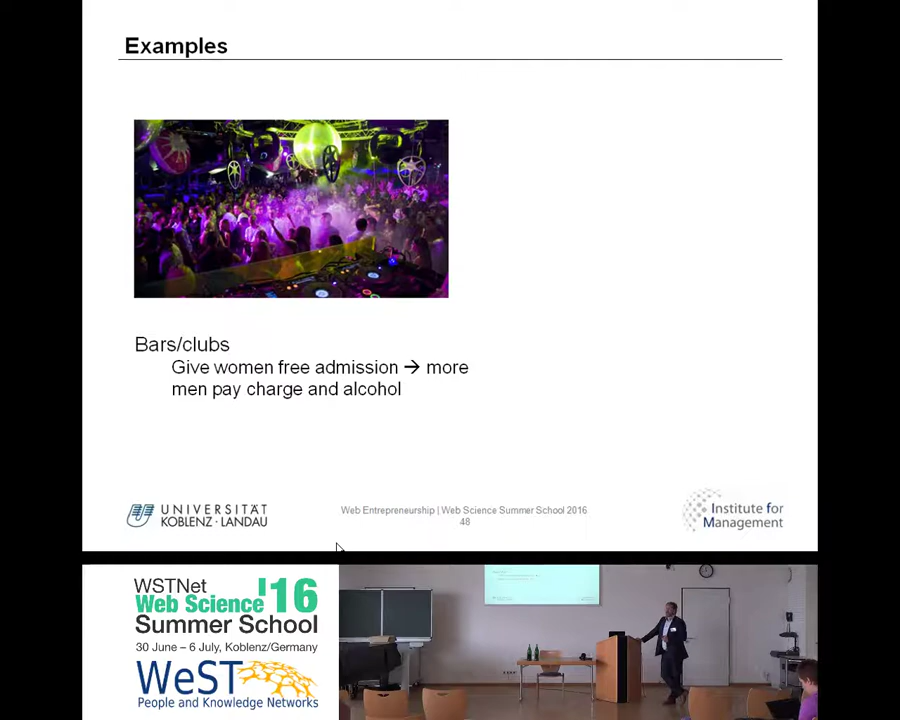 Examples
Bars/clubs
Give women free admission → more
men pay charge and alcohol
UNIVERSITÄT
KOBLENZ · LANDAU
Web Entrepreneurship | Web Science Summer School 2016
48
Institute for
Management
WSTNet
Web Science '16
Summer School
30 June – 6 July, Koblenz/Germany
WeST
People and Knowledge Networks